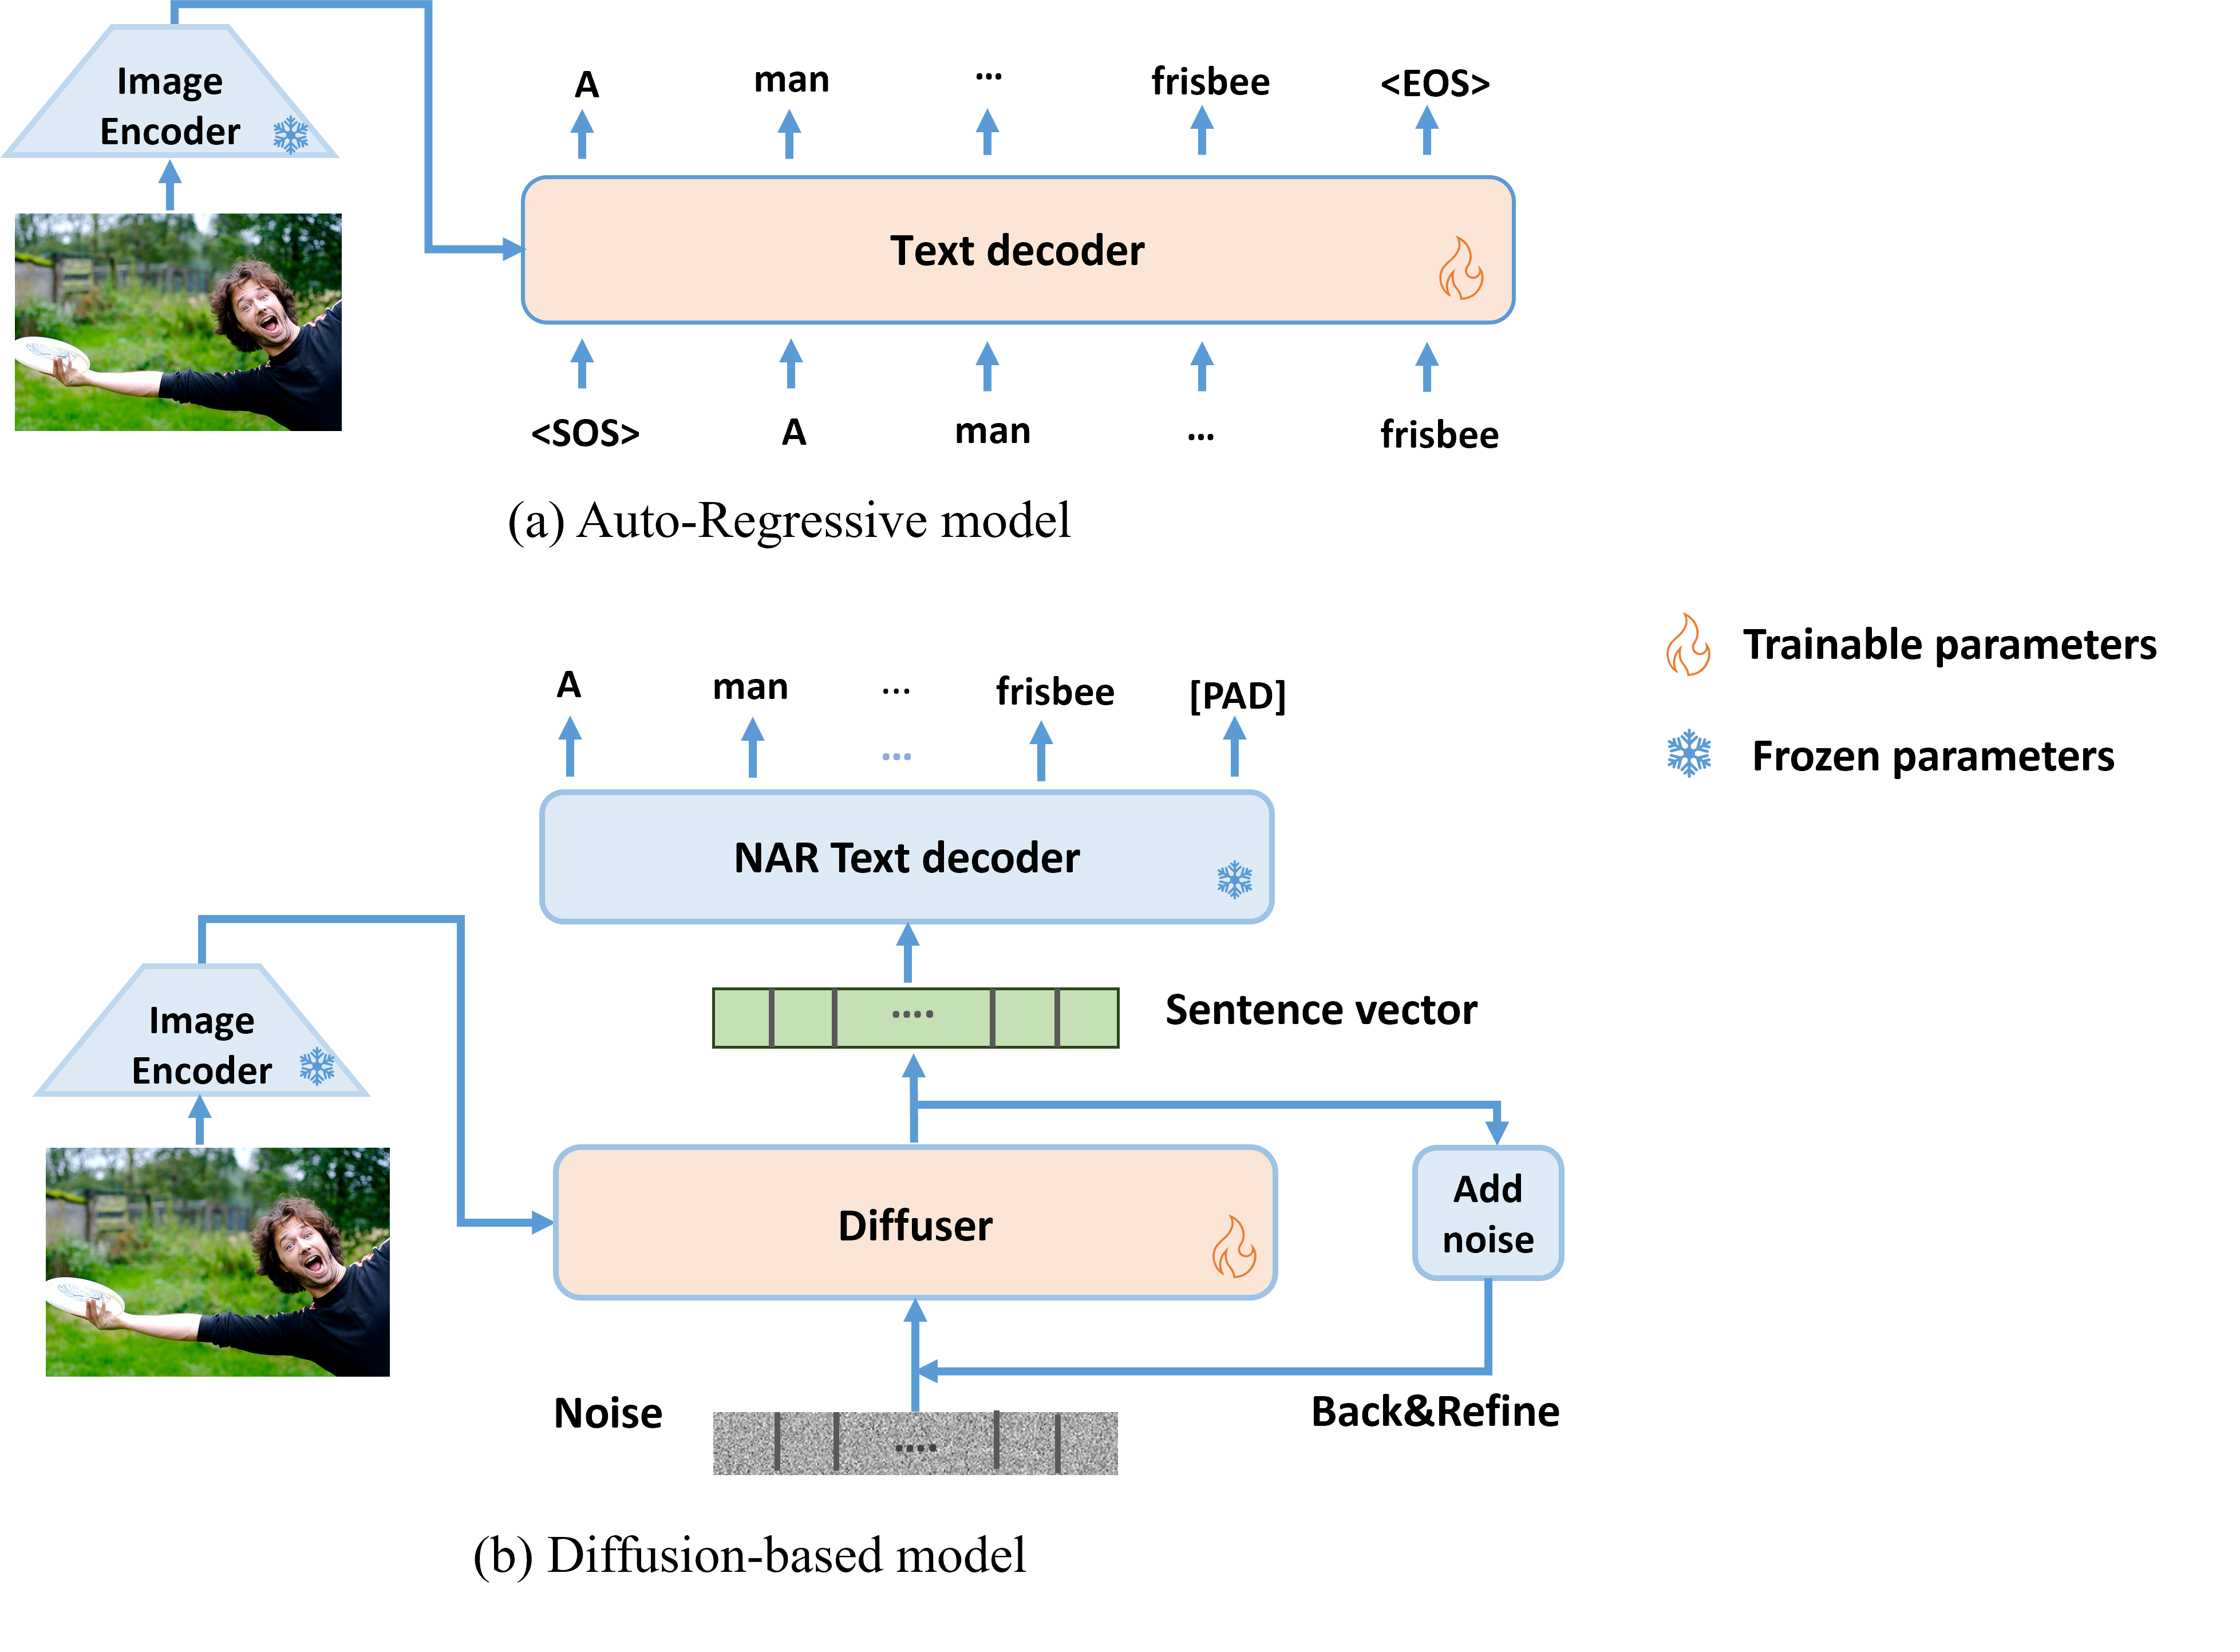 Image
Encoder
A man ... frisbee <EOS>
Text decoder
<SOS> A man ... frisbee
(a) Auto-Regressive model
Trainable parameters
Frozen parameters
A man ... frisbee [PAD]
...
NAR Text decoder
Image
Encoder
....
Sentence vector
Diffuser
Add
noise
Noise
....
Back&Refine
(b) Diffusion-based model